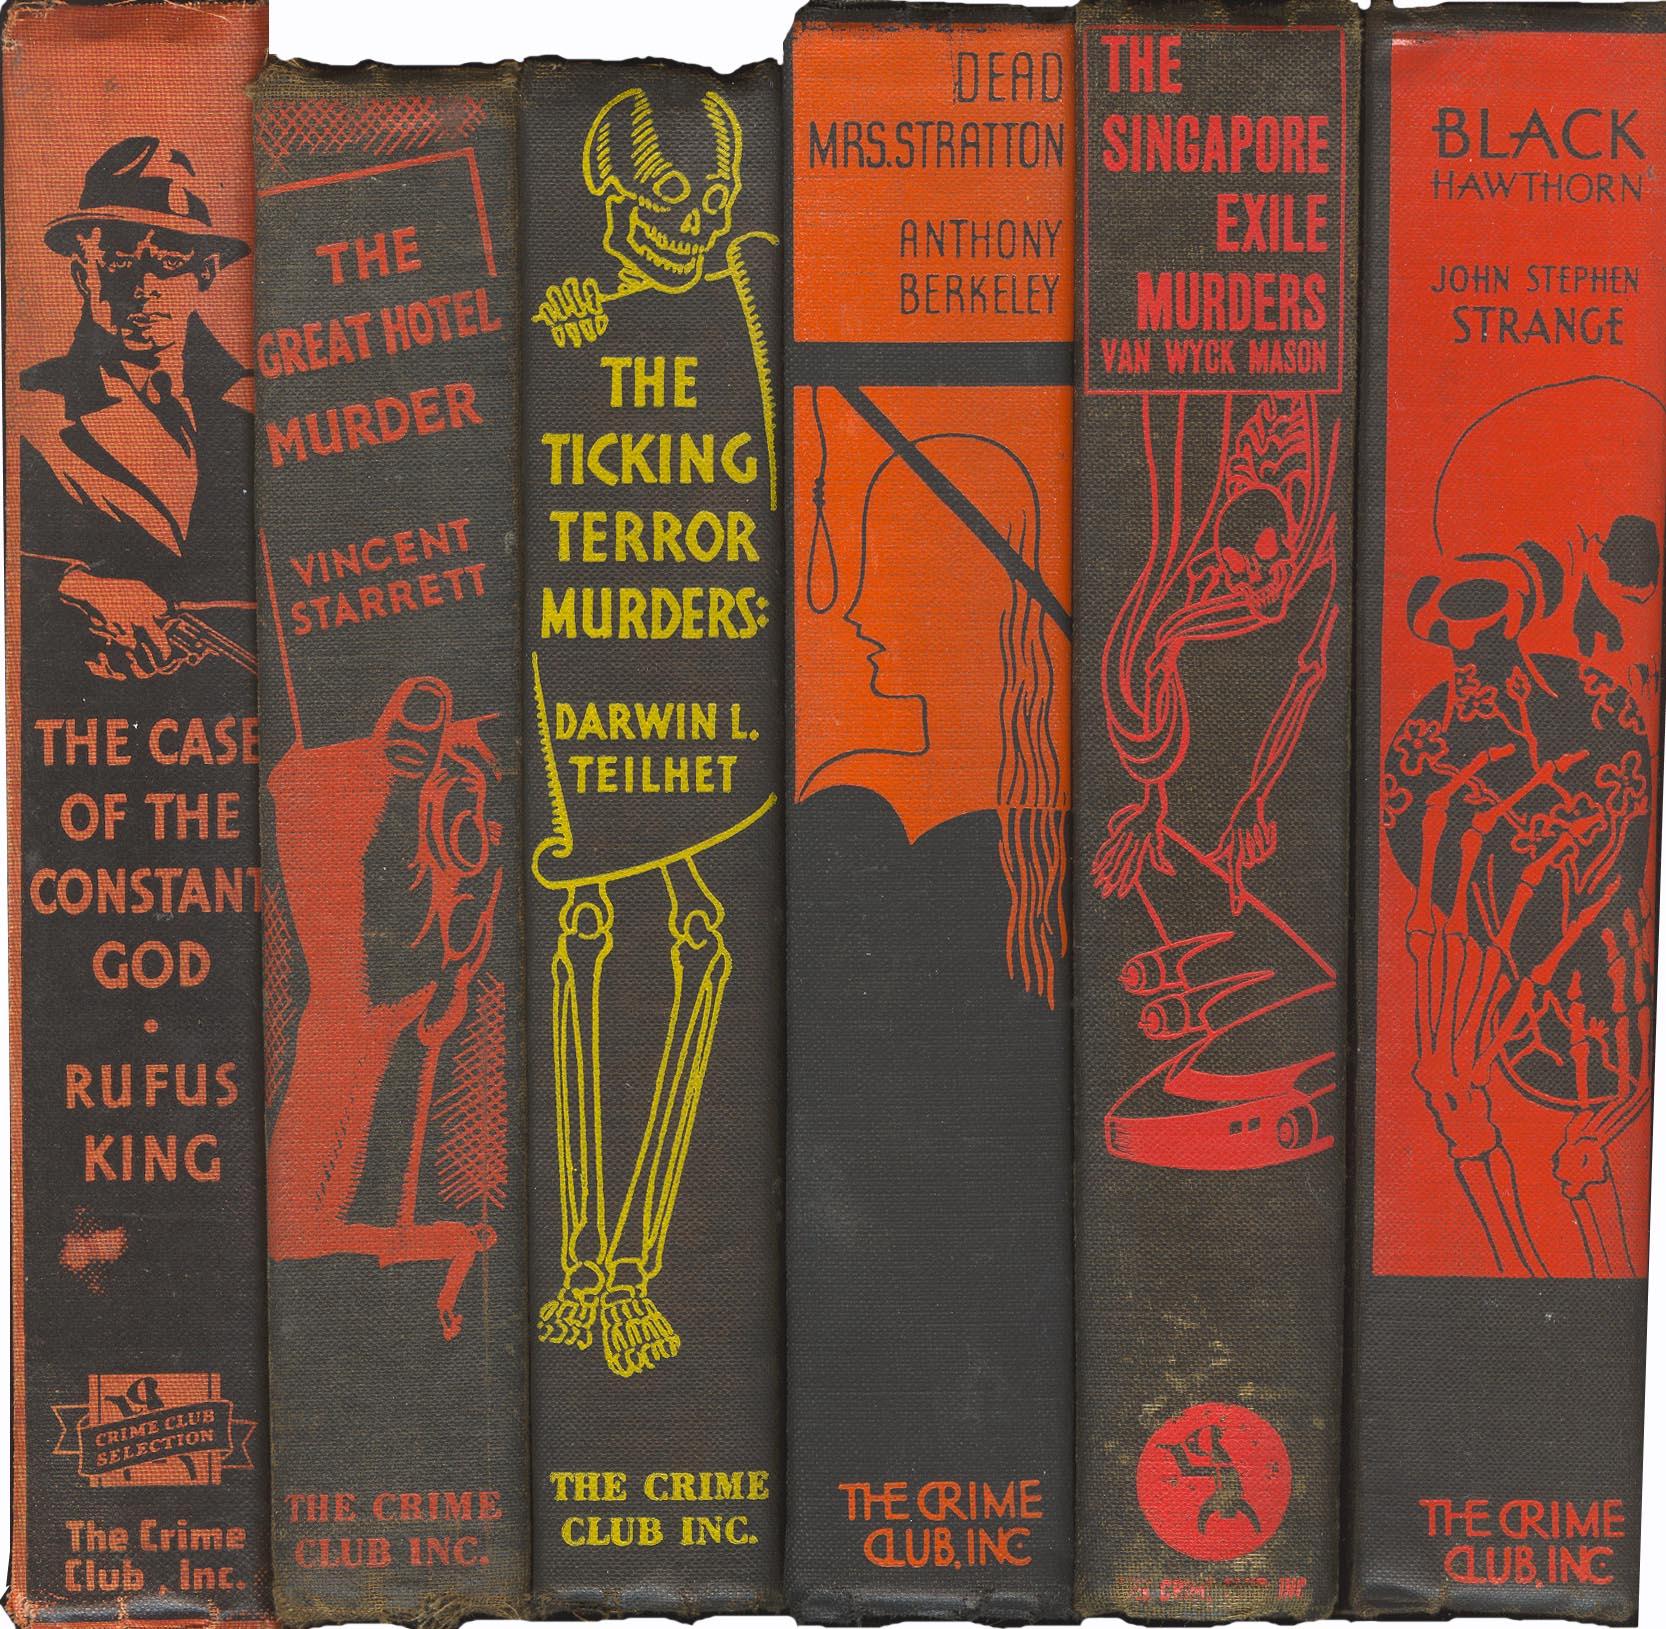 THE CASE
OF THE
CONSTANT
GOD
•
RUFUS
KING
CRIME CLUB
SELECTION
The Crime
Club, Inc.
THE
GREAT HOTEL
MURDER
VINCENT
STARRETT
THE CRIME
CLUB INC.
THE
TICKING
TERROR
MURDERS:
DARWIN L.
TEILHET
THE CRIME
CLUB INC.
DEAD
MRS. STRATTON
ANTHONY
BERKELEY
THE CRIME
CLUB, INC
THE
SINGAPORE
EXILE
MURDERS
VAN WYCK MASON
INC
BLACK
HAWTHORN
JOHN STEPHEN
STRANGE
THE CRIME
CLUB, INC